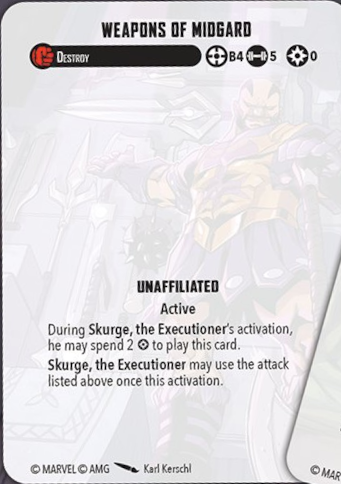 WEAPONS OF MIDGARD
DESTROY B4 5 0
UNAFFILIATED
Active
During Skurge, the Executioner's activation,
he may spend 2 to play this card.
Skurge, the Executioner may use the attack
listed above once this activation.
© MARVEL © AMG Karl Kerschl
© MAR